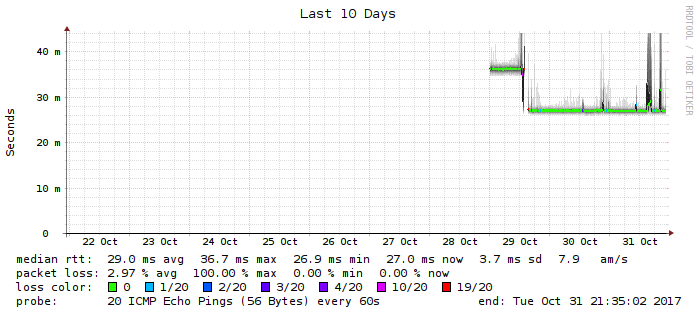 Last 10 Days
RRDTOOL / TOBI OETIKER
Seconds
40 m
30 m
20 m
10 m
0
22 Oct 23 Oct 24 Oct 25 Oct 26 Oct 27 Oct 28 Oct 29 Oct 30 Oct 31 Oct
median rtt: 29.0 ms avg 36.7 ms max 26.9 ms min 27.0 ms now 3.7 ms sd 7.9 am/s
packet loss: 2.97 % avg 100.00 % max 0.00 % min 0.00 % now
loss color: 0 1/20 2/20 3/20 4/20 10/20 19/20
probe: 20 ICMP Echo Pings (56 Bytes) every 60s end: Tue Oct 31 21:35:02 2017